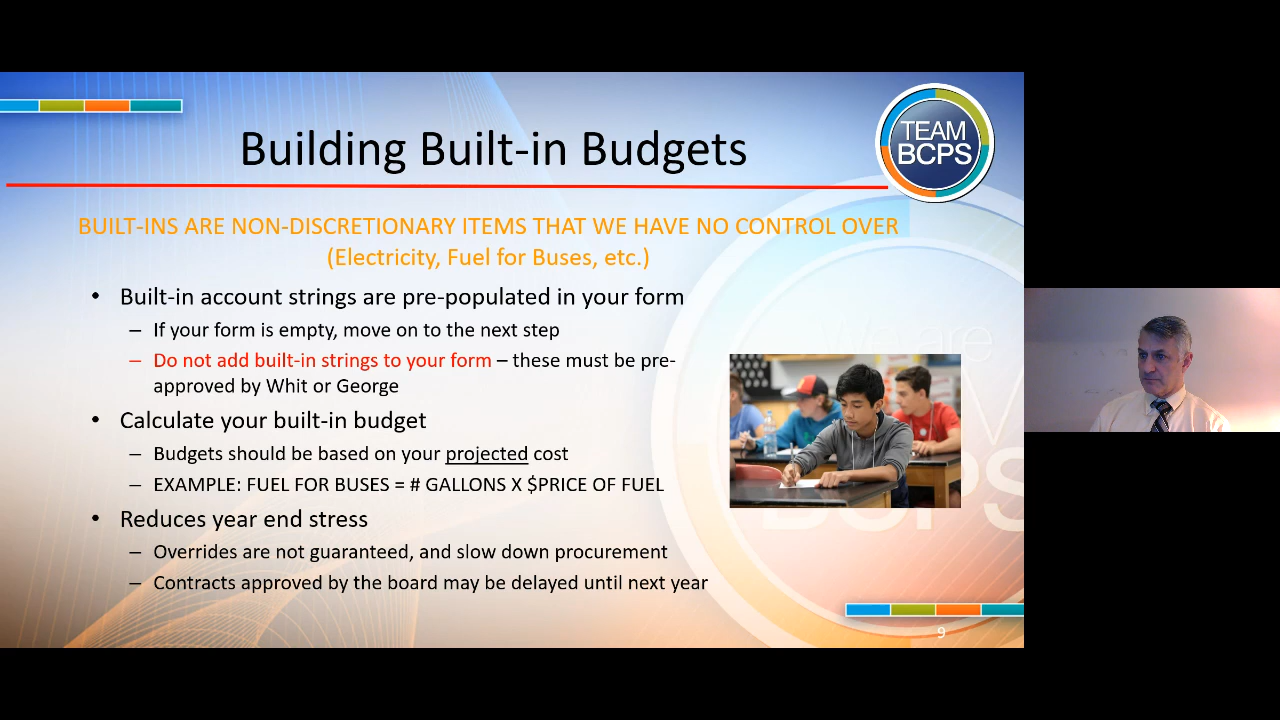 TEAM
BCPS
Building Built-in Budgets
BUILT-INS ARE NON-DISCRETIONARY ITEMS THAT WE HAVE NO CONTROL OVER
(Electricity, Fuel for Buses, etc.)
• Built-in account strings are pre-populated in your form
– If your form is empty, move on to the next step
– Do not add built-in strings to your form – these must be pre-
approved by Whit or George
• Calculate your built-in budget
– Budgets should be based on your projected cost
– EXAMPLE: FUEL FOR BUSES = # GALLONS X $PRICE OF FUEL
• Reduces year end stress
– Overrides are not guaranteed, and slow down procurement
– Contracts approved by the board may be delayed until next year
We are
BCPS
9